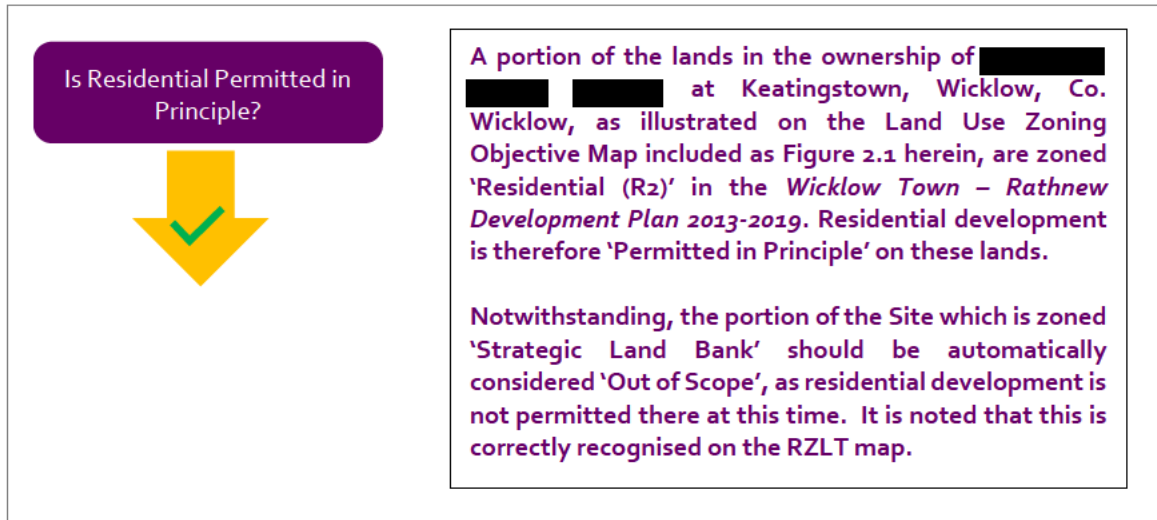 Is Residential Permitted in
Principle?
A portion of the lands in the ownership of
at Keatingstown, Wicklow, Co.
Wicklow, as illustrated on the Land Use Zoning
Objective Map included as Figure 2.1 herein, are zoned
‘Residential (R2)’ in the Wicklow Town – Rathnew
Development Plan 2013-2019. Residential development
is therefore ‘Permitted in Principle’ on these lands.
Notwithstanding, the portion of the Site which is zoned
‘Strategic Land Bank’ should be automatically
considered ‘Out of Scope’, as residential development is
not permitted there at this time. It is noted that this is
correctly recognised on the RZLT map.